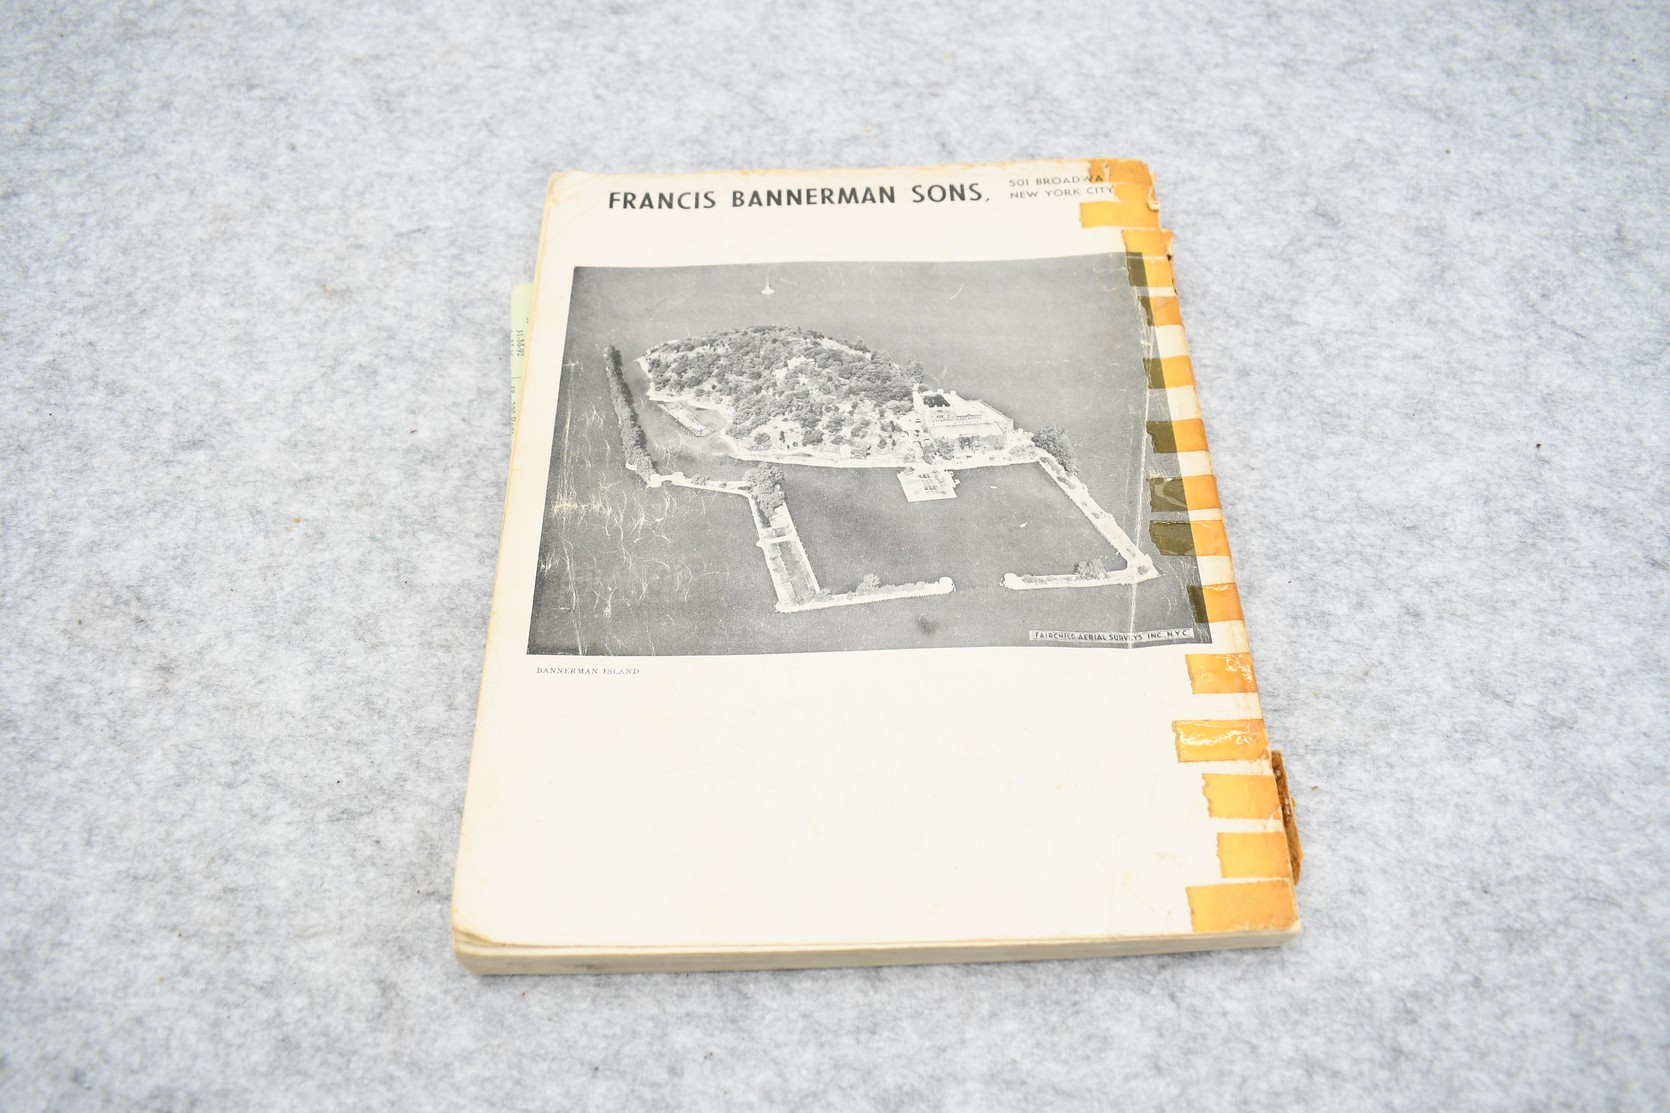 FRANCIS BANNERMAN SONS,
501 BROADWA
NEW YORK CITY
FAIRCHILD AERIAL SURVEYS, INC. N.Y.C.
BANNERMAN ISLAND